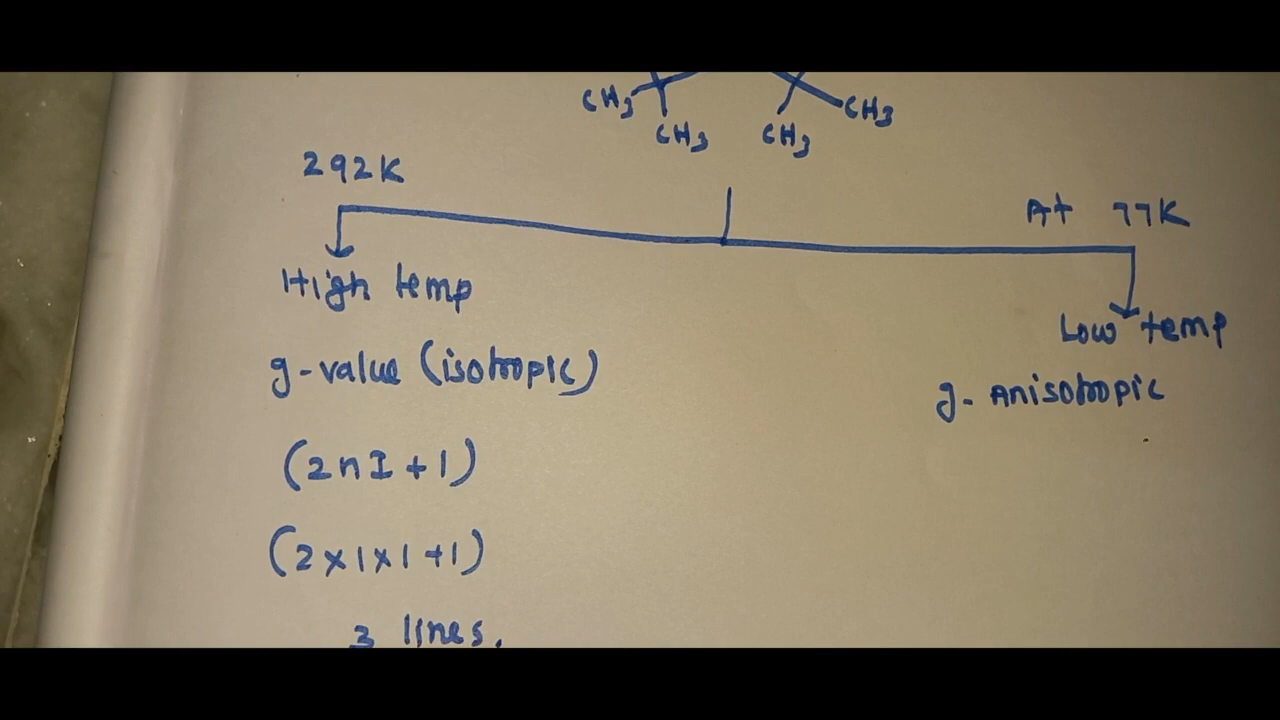 CH3 CH3
CH3 CH3
292K
At 77K
High temp
Low temp
g-value (isotropic)
g- Anisotropic
(2nI+1)
(2×1×1+1)
3 lines.